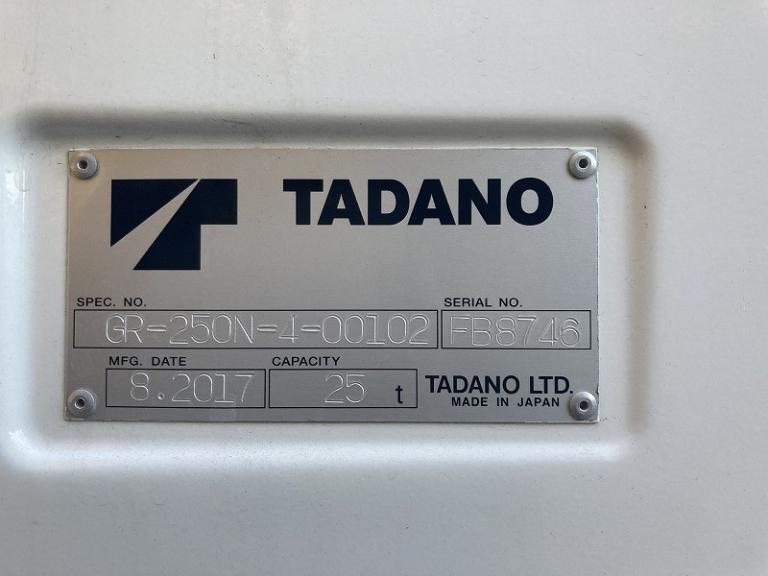 TADANO
SPEC. NO. SERIAL NO.
GR-250N-4-00102 FB8746
MFG. DATE CAPACITY
8.2017 25 t TADANO LTD.
MADE IN JAPAN